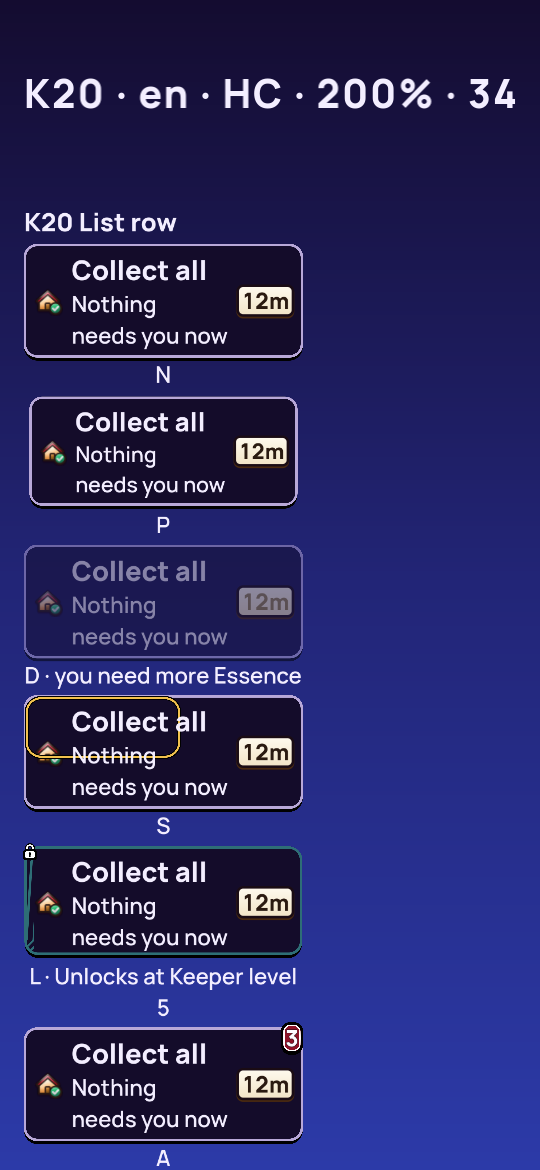 K20 · en · HC · 200% · 34
K20 List row
Collect all
Nothing
needs you now
12m
N
Collect all
Nothing
needs you now
12m
P
Collect all
Nothing
needs you now
12m
D · you need more Essence
Collect all
Nothing
needs you now
12m
S
Collect all
Nothing
needs you now
12m
L · Unlocks at Keeper level
5
3
Collect all
Nothing
needs you now
12m
A